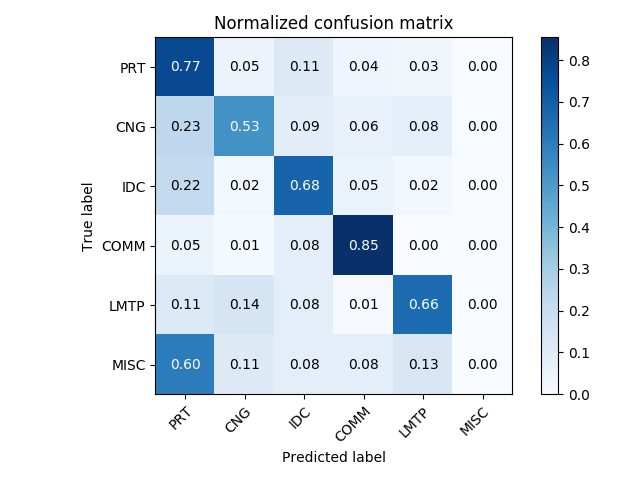 Normalized confusion matrix
PRT 0.77 0.05 0.11 0.04 0.03 0.00
CNG 0.23 0.53 0.09 0.06 0.08 0.00
IDC 0.22 0.02 0.68 0.05 0.02 0.00
COMM 0.05 0.01 0.08 0.85 0.00 0.00
LMTP 0.11 0.14 0.08 0.01 0.66 0.00
MISC 0.60 0.11 0.08 0.08 0.13 0.00
PRT CNG IDC COMM LMTP MISC
True label
Predicted label
0.8
0.7
0.6
0.5
0.4
0.3
0.2
0.1
0.0